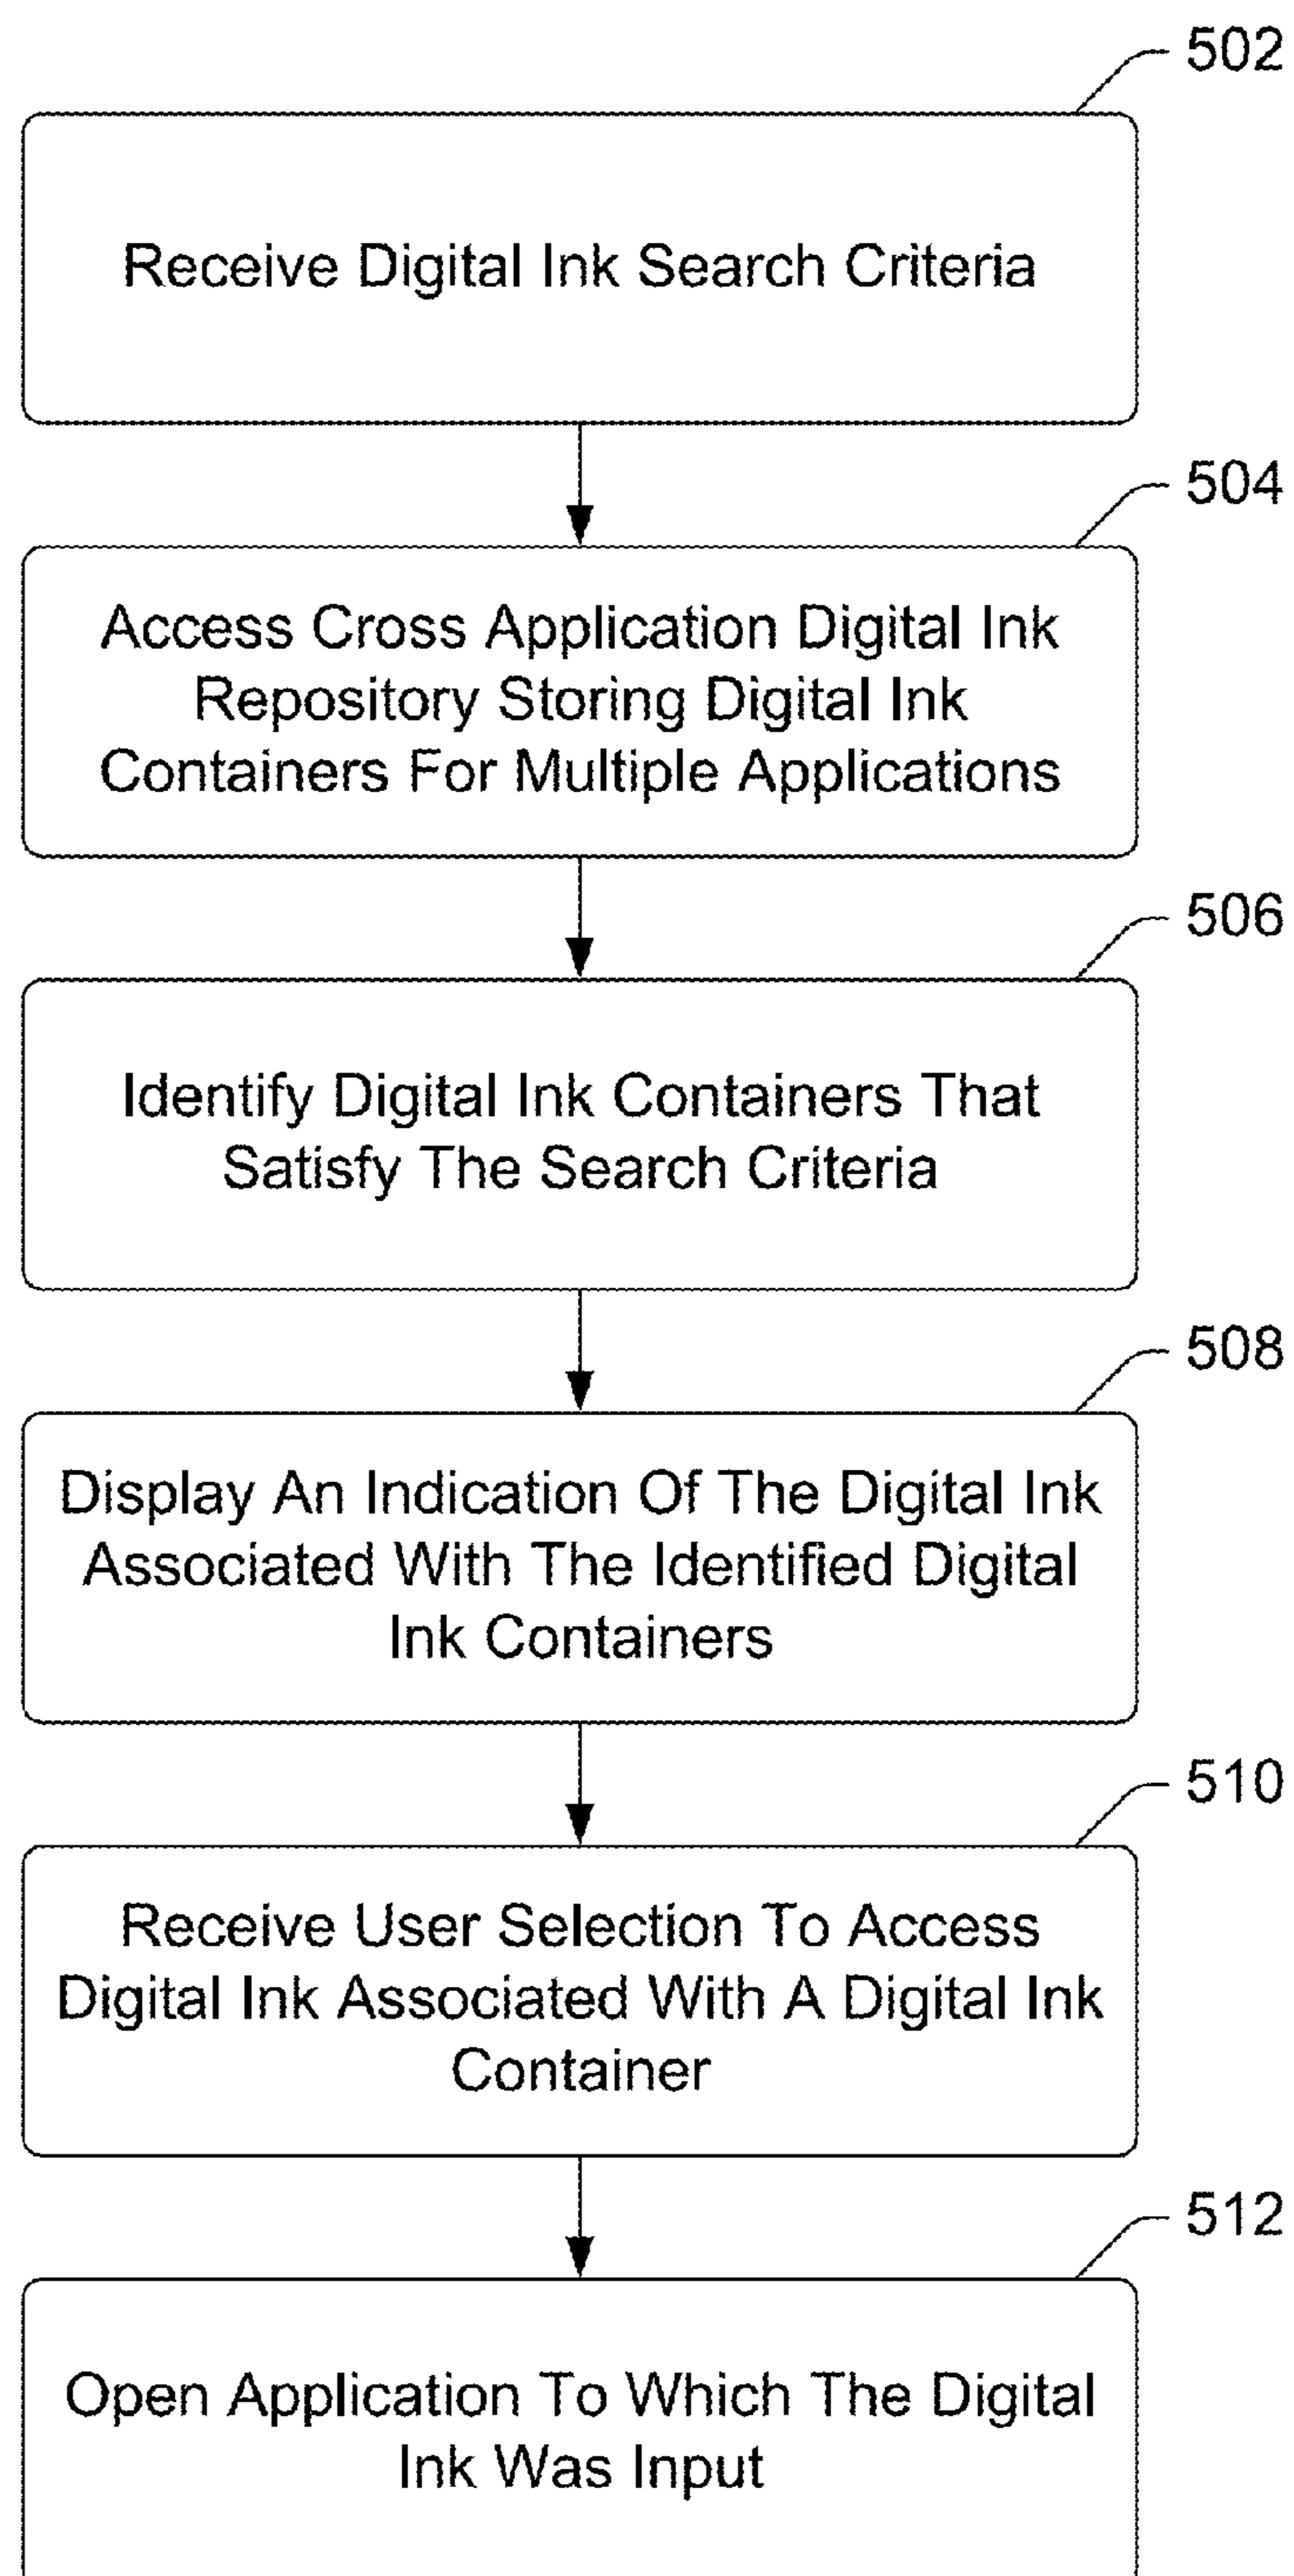 502
Receive Digital Ink Search Criteria
504
Access Cross Application Digital Ink
Repository Storing Digital Ink
Containers For Multiple Applications
506
Identify Digital Ink Containers That
Satisfy The Search Criteria
508
Display An Indication Of The Digital Ink
Associated With The Identified Digital
Ink Containers
510
Receive User Selection To Access
Digital Ink Associated With A Digital Ink
Container
512
Open Application To Which The Digital
Ink Was Input